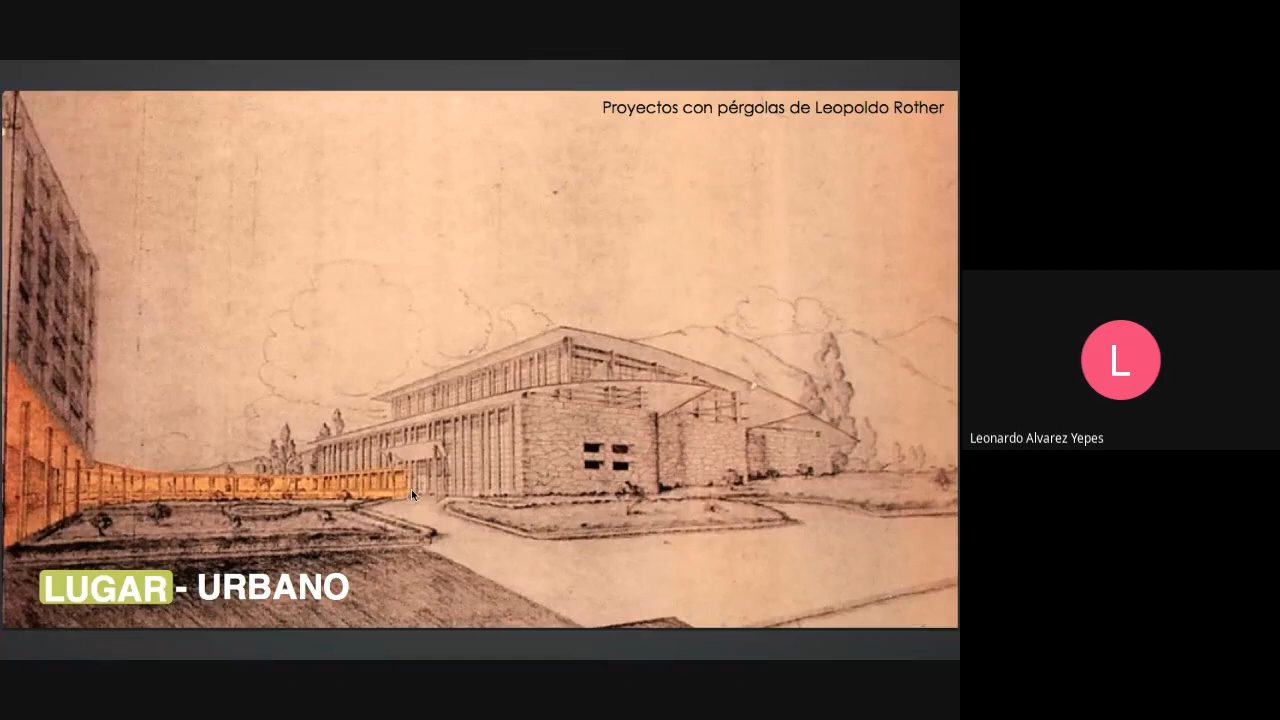 Proyectos con pérgolas de Leopoldo Rother
LUGAR - URBANO
L
Leonardo Alvarez Yepes